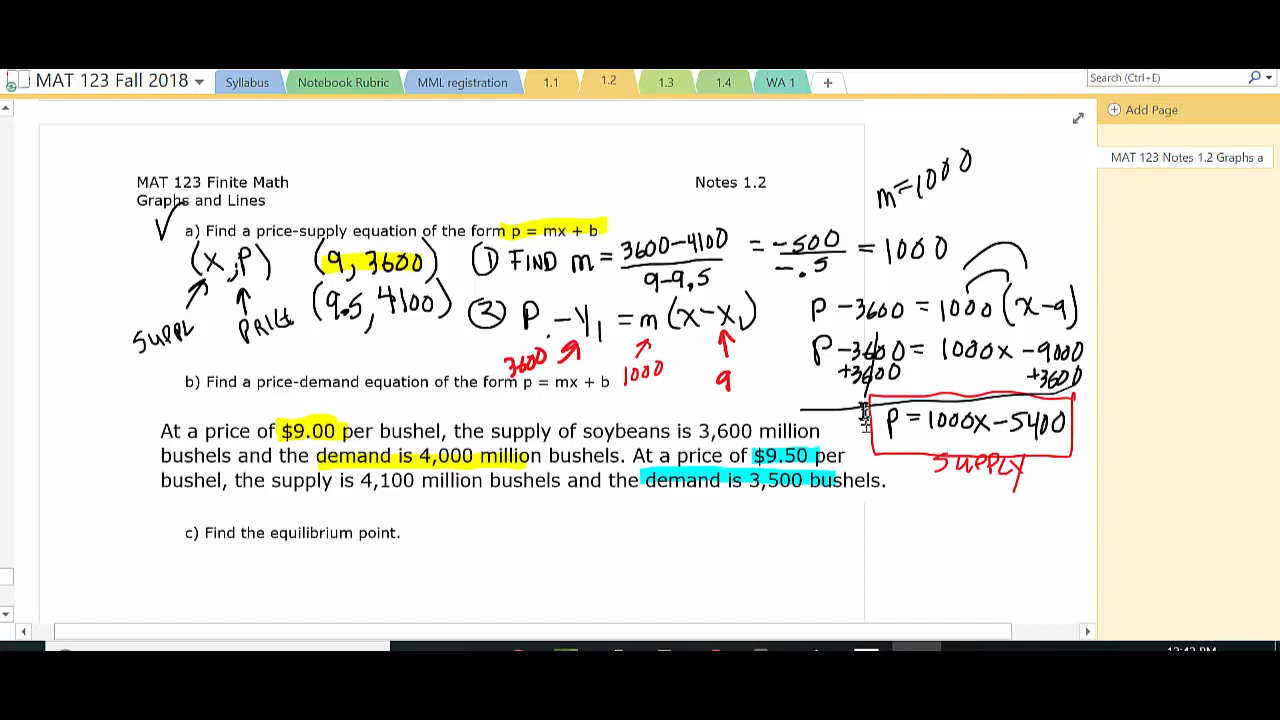 MAT 123 Fall 2018
Syllabus
Notebook Rubric
MML registration
1.1
1.2
1.3
1.4
WA 1
Search (Ctrl+E)
Add Page
MAT 123 Notes 1.2 Graphs a
MAT 123 Finite Math
Notes 1.2
Graphs and Lines
m=1000
a) Find a price-supply equation of the form p = mx + b
(x, P) (9, 3600) ① FIND m = 3600-4100 / 9-9.5 = -500 / -.5 = 1000
(9.5, 4100)
SUPPL PRICE
② P - Y1 = m(x-x1)
3600 1000 9
P -3600 = 1000(x-9)
P -3600 = 1000x -9000
+3600 +3600
P = 1000x-5400
SUPPLY
b) Find a price-demand equation of the form p = mx + b
At a price of $9.00 per bushel, the supply of soybeans is 3,600 million
bushels and the demand is 4,000 million bushels. At a price of $9.50 per
bushel, the supply is 4,100 million bushels and the demand is 3,500 bushels.
c) Find the equilibrium point.